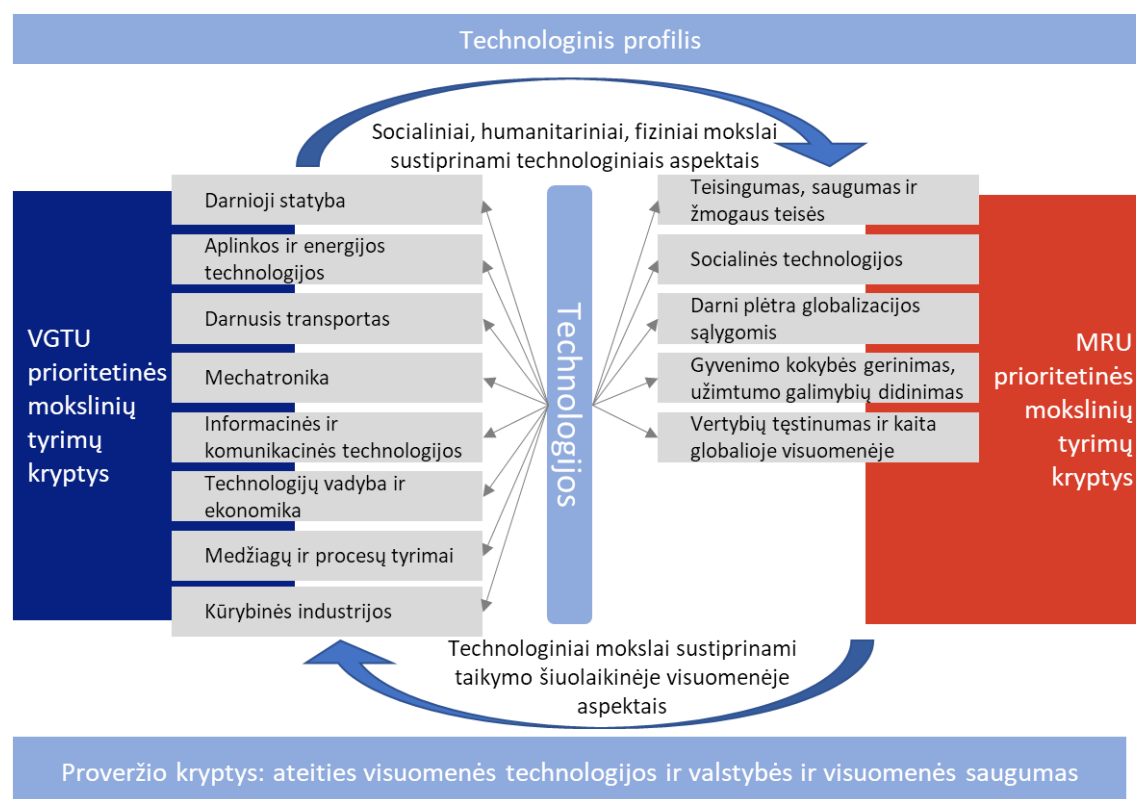 Technologinis profilis
Socialiniai, humanitariniai, fiziniai mokslai
sustiprinami technologiniais aspektais
VGTU
prioritetinės
mokslinių
tyrimų
kryptys
Darnioji statyba
Aplinkos ir energijos
technologijos
Darnusis transportas
Mechatronika
Informacinės ir
komunikacinės technologijos
Technologijų vadyba ir
ekonomika
Medžiagų ir procesų tyrimai
Kūrybinės industrijos
Technologijos
Teisingumas, saugumas ir
žmogaus teisės
Socialinės technologijos
Darni plėtra globalizacijos
sąlygomis
Gyvenimo kokybės gerinimas,
užimtumo galimybių didinimas
Vertybių tęstinumas ir kaita
globalioje visuomenėje
MRU
prioritetinės
mokslinių
tyrimų
kryptys
Technologiniai mokslai sustiprinami
taikymo šiuolaikinėje visuomenėje
aspektais
Proveržio kryptys: ateities visuomenės technologijos ir valstybės ir visuomenės saugumas